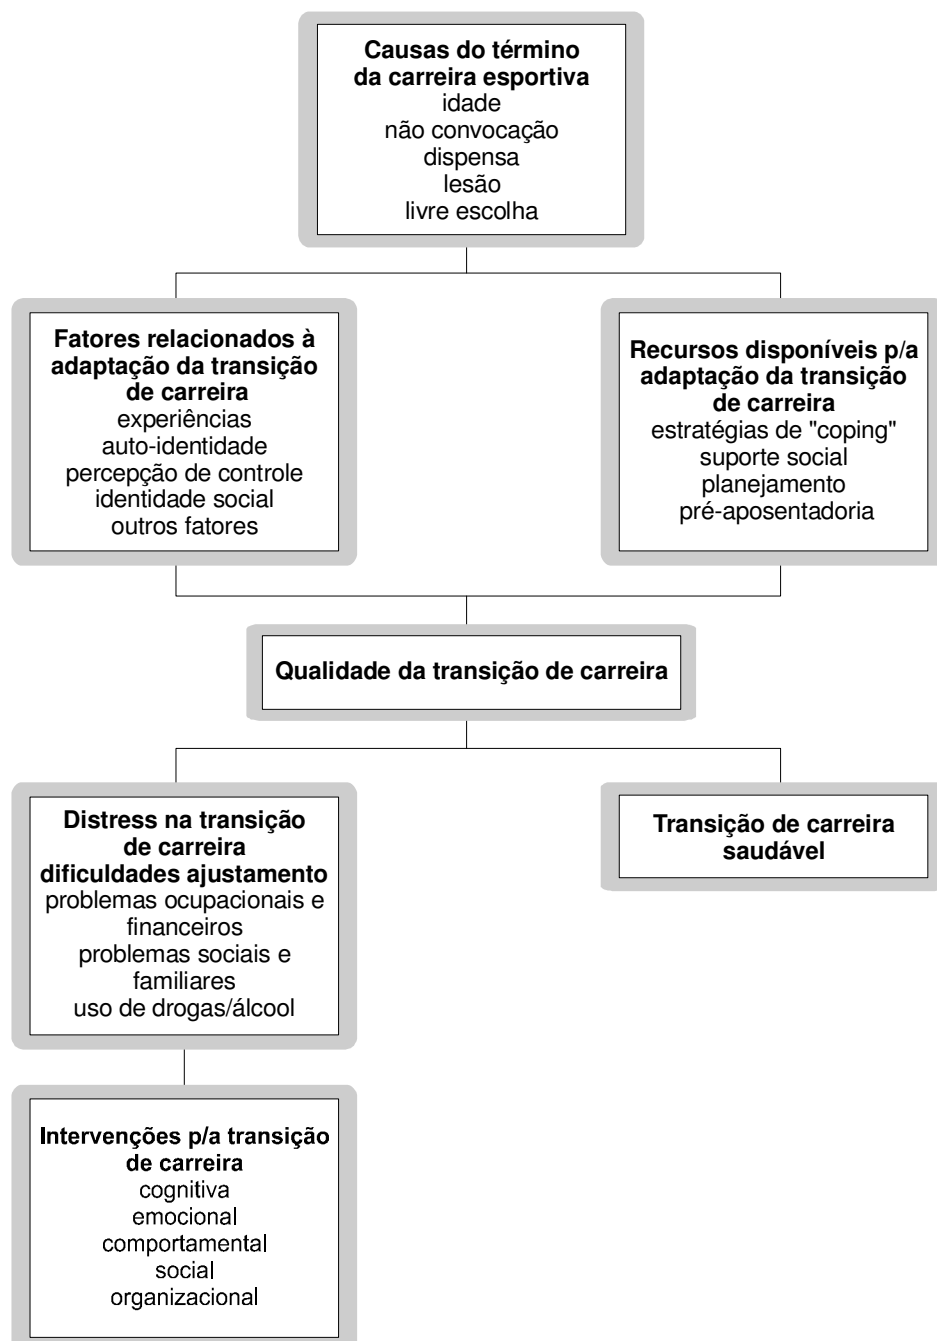 Causas do término
da carreira esportiva
idade
não convocação
dispensa
lesão
livre escolha
Fatores relacionados à
adaptação da transição
de carreira
experiências
auto-identidade
percepção de controle
identidade social
outros fatores
Recursos disponíveis p/a
adaptação da transição
de carreira
estratégias de "coping"
suporte social
planejamento
pré-aposentadoria
Qualidade da transição de carreira
Distress na transição
de carreira
dificuldades ajustamento
problemas ocupacionais e
financeiros
problemas sociais e
familiares
uso de drogas/álcool
Transição de carreira
saudável
Intervenções p/a transição
de carreira
cognitiva
emocional
comportamental
social
organizacional